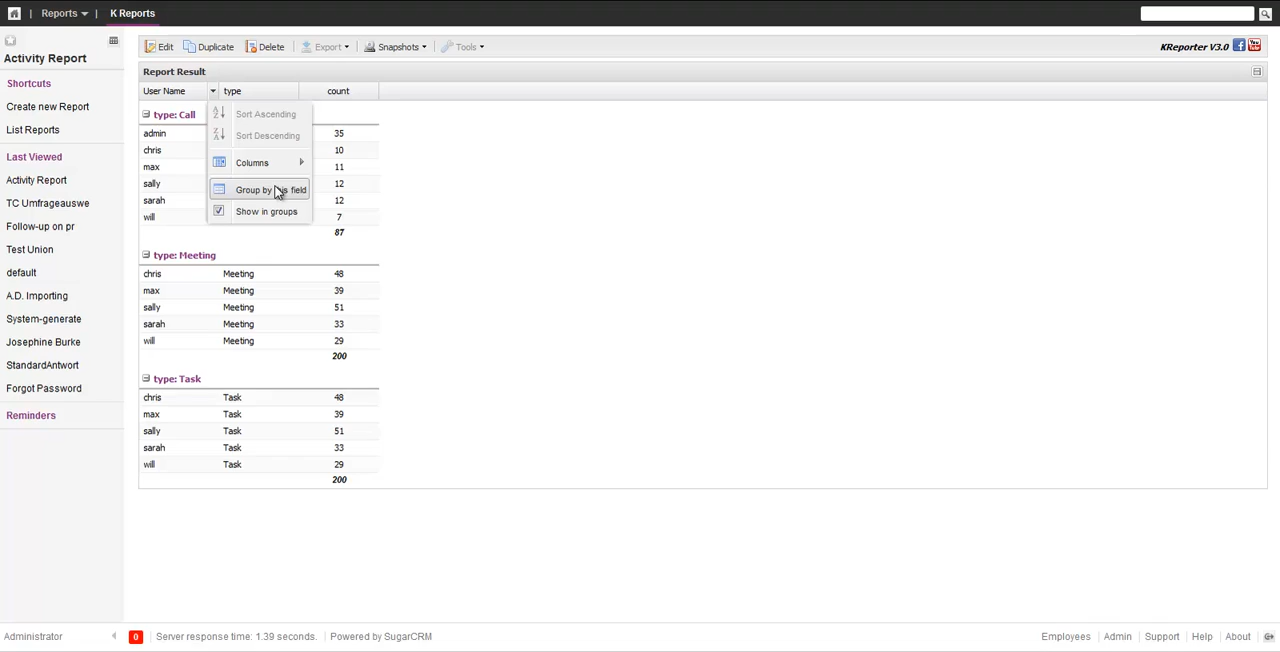 Reports | K Reports
Activity Report
Shortcuts
Create new Report
List Reports
Last Viewed
Activity Report
TC Umfrageauswe
Follow-up on pr
Test Union
default
A.D. Importing
System-generate
Josephine Burke
StandardAntwort
Forgot Password
Reminders
Edit Duplicate Delete Export Snapshots Tools KReporter V3.0
Report Result
User Name type count
type: Call
admin 35
chris 10
max 11
sally 12
sarah 12
will 7
87
Sort Ascending
Sort Descending
Columns
Group by this field
Show in groups
type: Meeting
chris Meeting 48
max Meeting 39
sally Meeting 51
sarah Meeting 33
will Meeting 29
200
type: Task
chris Task 48
max Task 39
sally Task 51
sarah Task 33
will Task 29
200
Administrator 0 Server response time: 1.39 seconds. | Powered by SugarCRM Employees | Admin | Support | Help | About